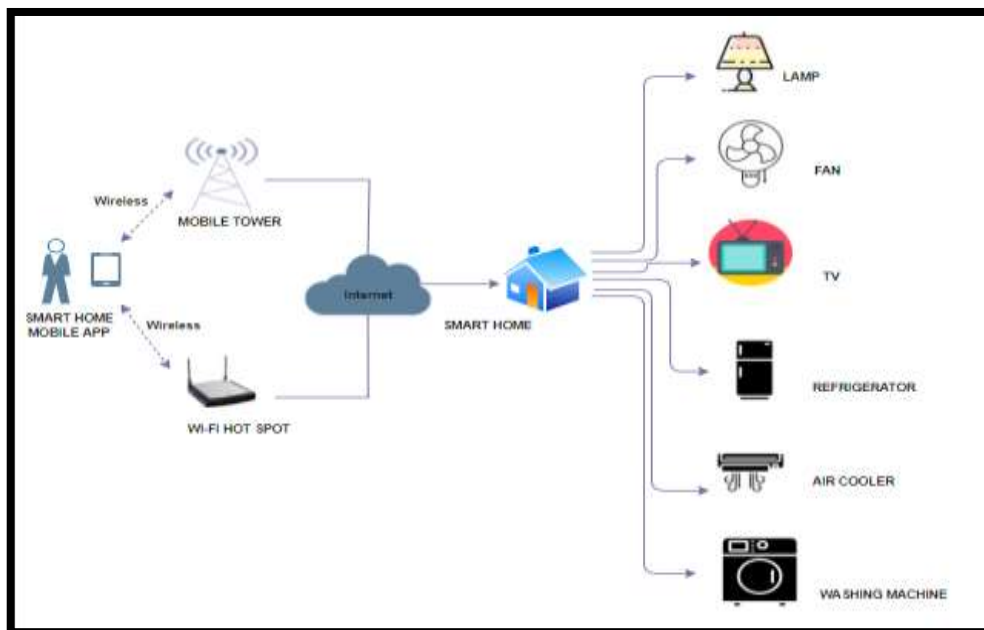 LAMP
FAN
Wireless
MOBILE TOWER
TV
Internet
SMART HOME
MOBILE APP
Wireless
SMART HOME
REFRIGERATOR
WI-FI HOT SPOT
AIR COOLER
WASHING MACHINE